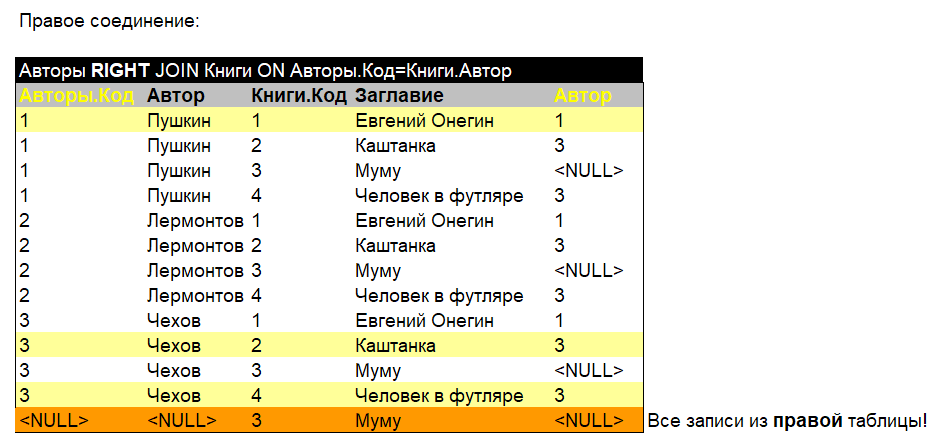 Правое соединение:
Авторы RIGHT JOIN Книги ON Авторы.Код=Книги.Автор
Авторы.Код Автор Книги.Код Заглавие Автор
1 Пушкин 1 Евгений Онегин 1
1 Пушкин 2 Каштанка 3
1 Пушкин 3 Муму <NULL>
1 Пушкин 4 Человек в футляре 3
2 Лермонтов 1 Евгений Онегин 1
2 Лермонтов 2 Каштанка 3
2 Лермонтов 3 Муму <NULL>
2 Лермонтов 4 Человек в футляре 3
3 Чехов 1 Евгений Онегин 1
3 Чехов 2 Каштанка 3
3 Чехов 3 Муму <NULL>
3 Чехов 4 Человек в футляре 3
<NULL> <NULL> 3 Муму <NULL> Все записи из правой таблицы!